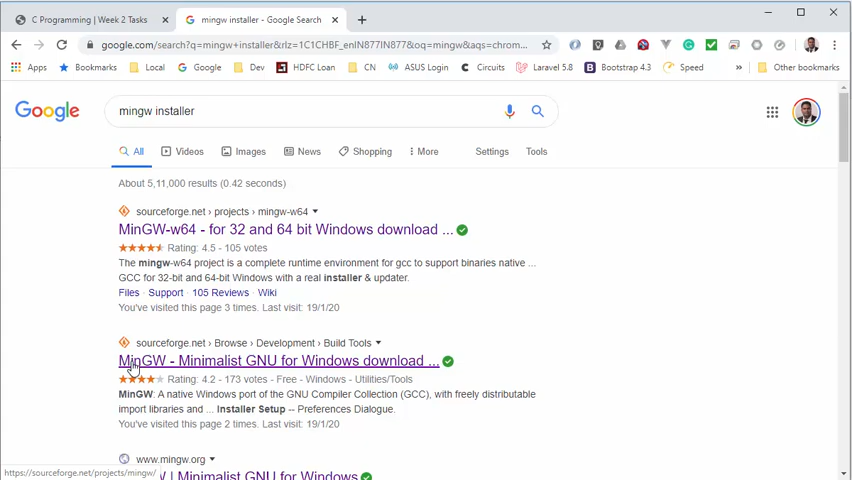 C Programming | Week 2 Tasks
mingw installer - Google Search
google.com/search?q=mingw+installer&rlz=1C1CHBF_enIN877IN877&oq=mingw&aqs=chrom...
Apps Bookmarks Local Google Dev HDFC Loan CN ASUS Login Circuits Laravel 5.8 Bootstrap 4.3 Speed » Other bookmarks
Google
mingw installer
All Videos Images News Shopping More Settings Tools
About 5,11,000 results (0.42 seconds)
sourceforge.net › projects › mingw-w64
MinGW-w64 - for 32 and 64 bit Windows download ...
Rating: 4.5 - 105 votes
The mingw-w64 project is a complete runtime environment for gcc to support binaries native ...
GCC for 32-bit and 64-bit Windows with a real installer & updater.
Files · Support · 105 Reviews · Wiki
You've visited this page 3 times. Last visit: 19/1/20
sourceforge.net › Browse › Development › Build Tools
MinGW - Minimalist GNU for Windows download ...
Rating: 4.2 - 173 votes - Free - Windows - Utilities/Tools
MinGW: A native Windows port of the GNU Compiler Collection (GCC), with freely distributable
import libraries and ... Installer Setup -- Preferences Dialogue.
You've visited this page 2 times. Last visit: 19/1/20
www.mingw.org
W | Minimalist GNU for Windows
https://sourceforge.net/projects/mingw/